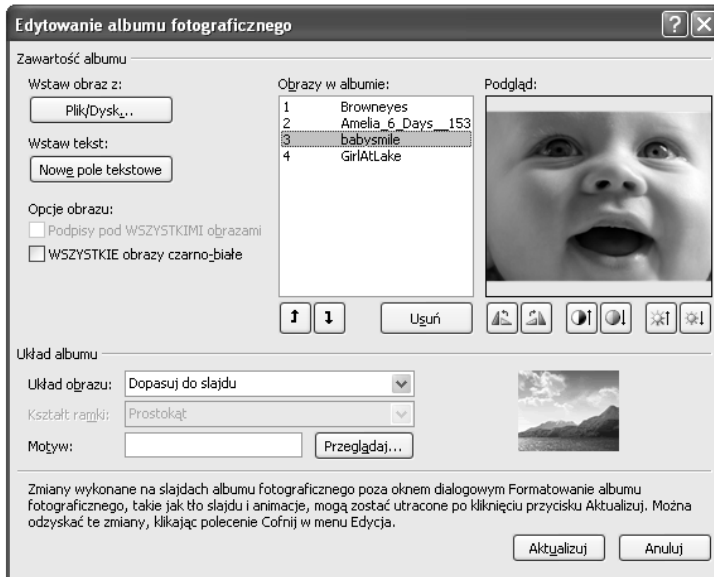 Edytowanie albumu fotograficznego
Zawartość albumu
Wstaw obraz z:
Plik/Dysk...
Wstaw tekst:
Nowe pole tekstowe
Opcje obrazu:
Podpisy pod WSZYSTKIMI obrazami
WSZYSTKIE obrazy czarno-białe
Obrazy w albumie:
1 Browneyes
2 Amelia_6_Days__153
3 babysmile
4 GirlAtLake
Usuń
Podgląd:
Układ albumu
Układ obrazu: Dopasuj do slajdu
Kształt ramki: Prostokąt
Motyw: Przeglądaj...
Zmiany wykonane na slajdach albumu fotograficznego poza oknem dialogowym Formatowanie albumu
fotograficznego, takie jak tło slajdu i animacje, mogą zostać utracone po kliknięciu przycisku Aktualizuj. Można
odzyskać te zmiany, klikając polecenie Cofnij w menu Edycja.
Aktualizuj Anuluj